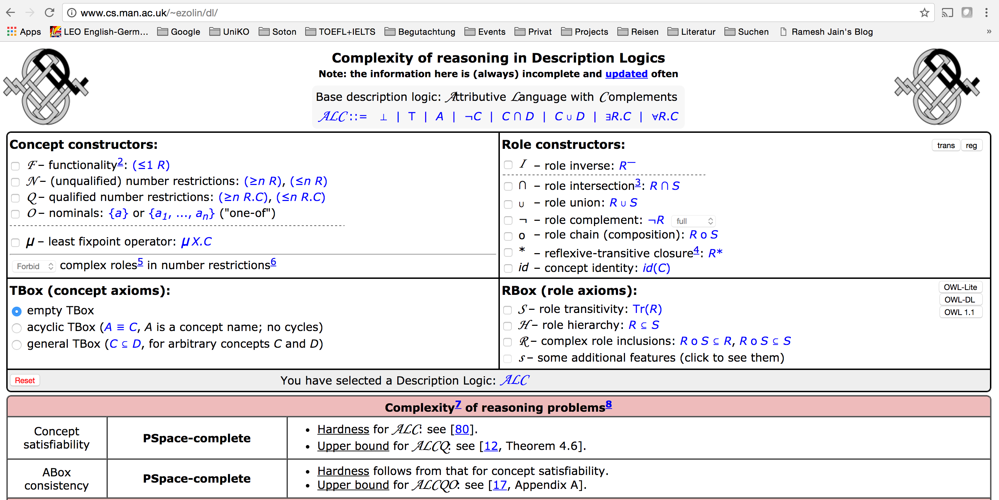 www.cs.man.ac.uk/~ezolin/dl/
Apps LEO English-Germ... Google UniKO Soton TOEFL+IELTS Begutachtung Events Privat Projects Reisen Literatur Suchen Ramesh Jain's Blog »
Complexity of reasoning in Description Logics
Note: the information here is (always) incomplete and updated often
Base description logic: Attributive Language with Complements
ALC ::= ⊥ | ⊤ | A | ¬C | C ∩ D | C ∪ D | ∃R.C | ∀R.C
Concept constructors:
F – functionality2: (≤1 R)
N – (unqualified) number restrictions: (≥n R), (≤n R)
Q – qualified number restrictions: (≥n R.C), (≤n R.C)
O – nominals: {a} or {a1, ..., an} ("one-of")
μ – least fixpoint operator: μ X.C
Forbid complex roles5 in number restrictions6
Role constructors: trans reg
I – role inverse: R—
∩ – role intersection3: R ∩ S
∪ – role union: R ∪ S
¬ – role complement: ¬R full
o – role chain (composition): R o S
* – reflexive-transitive closure4: R*
id – concept identity: id(C)
TBox (concept axioms):
empty TBox
acyclic TBox (A ≡ C, A is a concept name; no cycles)
general TBox (C ⊆ D, for arbitrary concepts C and D)
RBox (role axioms): OWL-Lite
OWL-DL
OWL 1.1
S – role transitivity: Tr(R)
H – role hierarchy: R ⊆ S
R – complex role inclusions: R o S ⊆ R, R o S ⊆ S
s – some additional features (click to see them)
Reset You have selected a Description Logic: ALC
Complexity7 of reasoning problems8
Concept
satisfiability
PSpace-complete
• Hardness for ALC: see [80].
• Upper bound for ALCQ: see [12, Theorem 4.6].
ABox
consistency
PSpace-complete
• Hardness follows from that for concept satisfiability.
• Upper bound for ALCQO: see [17, Appendix A].